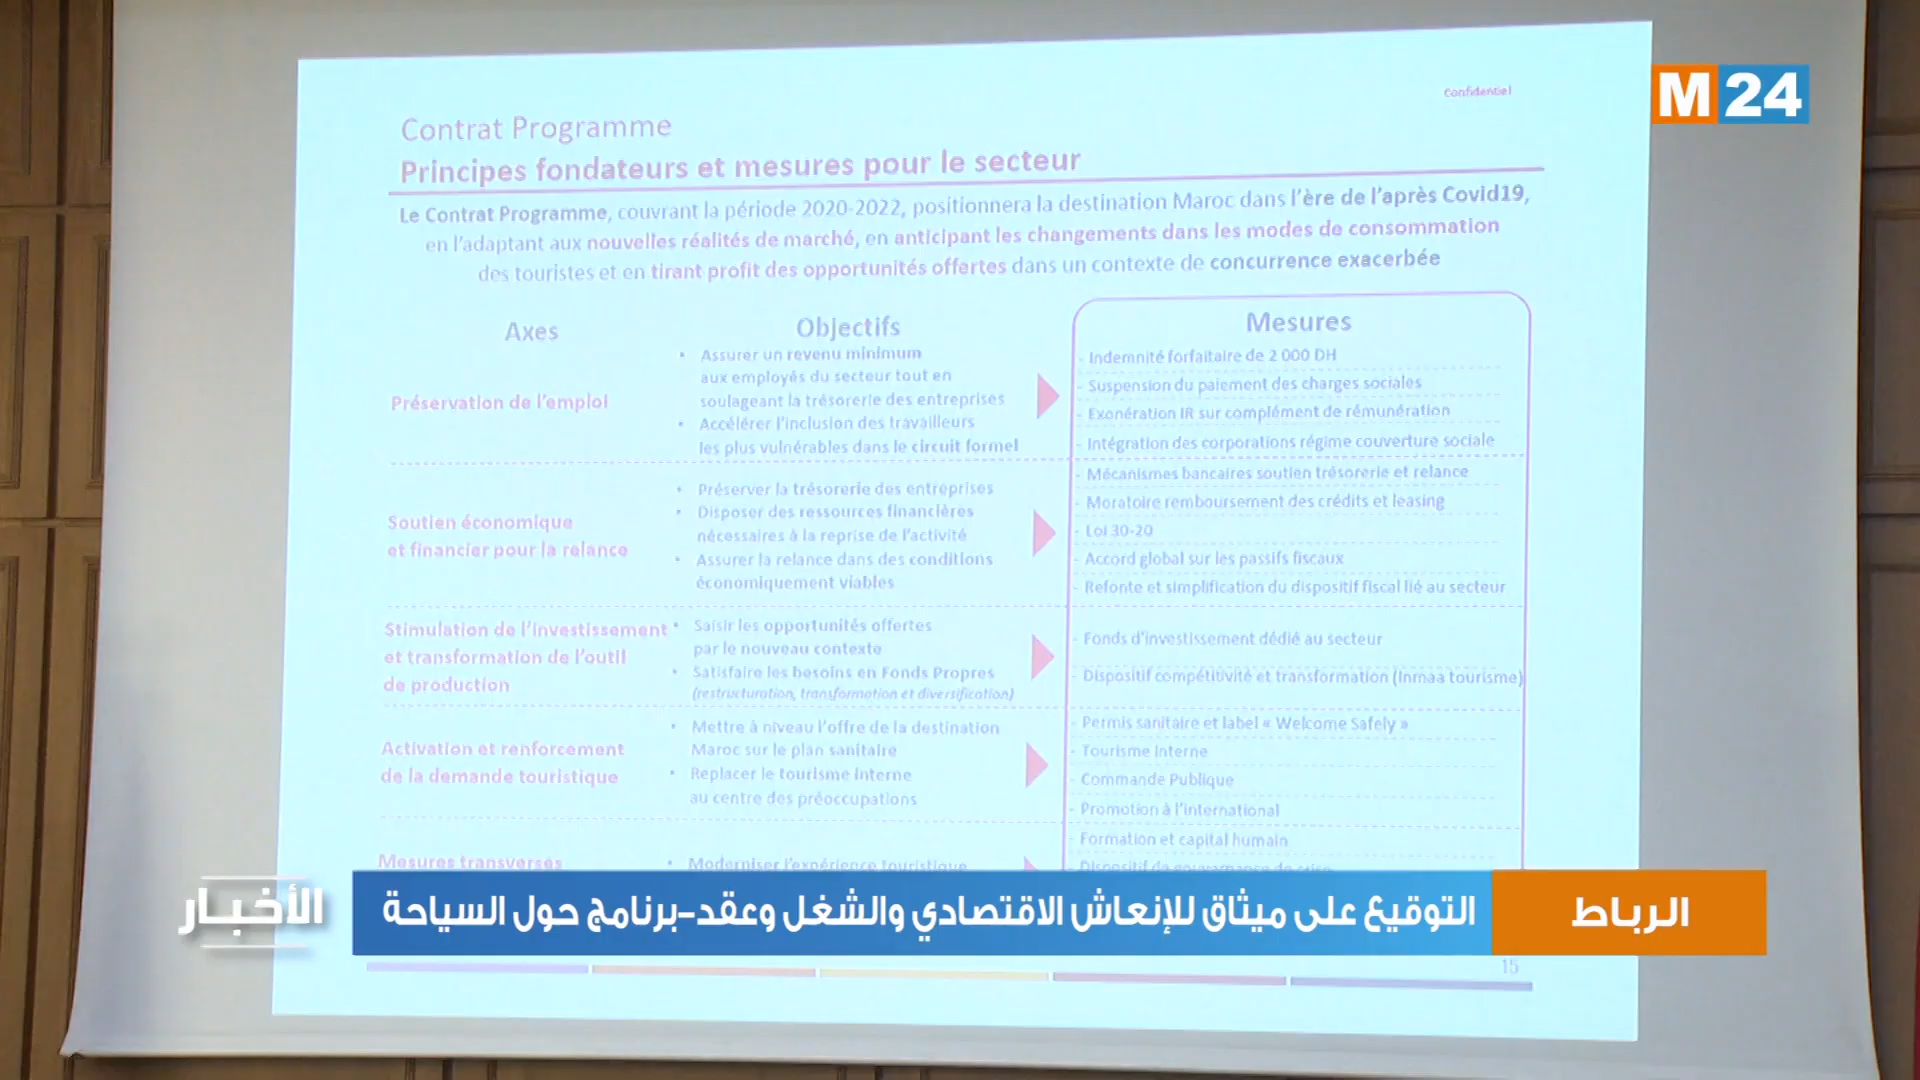 M 24
Confidentiel
Contrat Programme
Principes fondateurs et mesures pour le secteur
Le Contrat Programme, couvrant la période 2020-2022, positionnera la destination Maroc dans l'ère de l'après Covid19,
en l'adaptant aux nouvelles réalités de marché, en anticipant les changements dans les modes de consommation
des touristes et en tirant profit des opportunités offertes dans un contexte de concurrence exacerbée
Axes
Objectifs
Mesures
Préservation de l'emploi
• Assurer un revenu minimum
aux employés du secteur tout en
soulageant la trésorerie des entreprises
• Accélérer l'inclusion des travailleurs
les plus vulnérables dans le circuit formel
- Indemnité forfaitaire de 2 000 DH
- Suspension du paiement des charges sociales
- Exonération IR sur complément de rémunération
- Intégration des corporations régime couverture sociale
Soutien économique
et financier pour la relance
• Préserver la trésorerie des entreprises
• Disposer des ressources financières
nécessaires à la reprise de l'activité
• Assurer la relance dans des conditions
économiquement viables
- Mécanismes bancaires soutien trésorerie et relance
- Moratoire remboursement des crédits et leasing
- Loi 30-20
- Accord global sur les passifs fiscaux
- Refonte et simplification du dispositif fiscal lié au secteur
Stimulation de l'investissement
et transformation de l'outil
de production
• Saisir les opportunités offertes
par le nouveau contexte
• Satisfaire les besoins en Fonds Propres
(restructuration, transformation et diversification)
- Fonds d'investissement dédié au secteur
- Dispositif compétitivité et transformation (Inmaa tourisme)
Activation et renforcement
de la demande touristique
• Mettre à niveau l'offre de la destination
Maroc sur le plan sanitaire
• Replacer le tourisme interne
au centre des préoccupations
- Permis sanitaire et label « Welcome Safely »
- Tourisme Interne
- Commande Publique
- Promotion à l'international
Mesures transverses
• Moderniser l'expérience touristique
- Formation et capital humain
- Dispositif de gouvernance de crise
الرباط
التوقيع على ميثاق للإنعاش الاقتصادي والشغل وعقد-برنامج حول السياحة
الأخبار
15